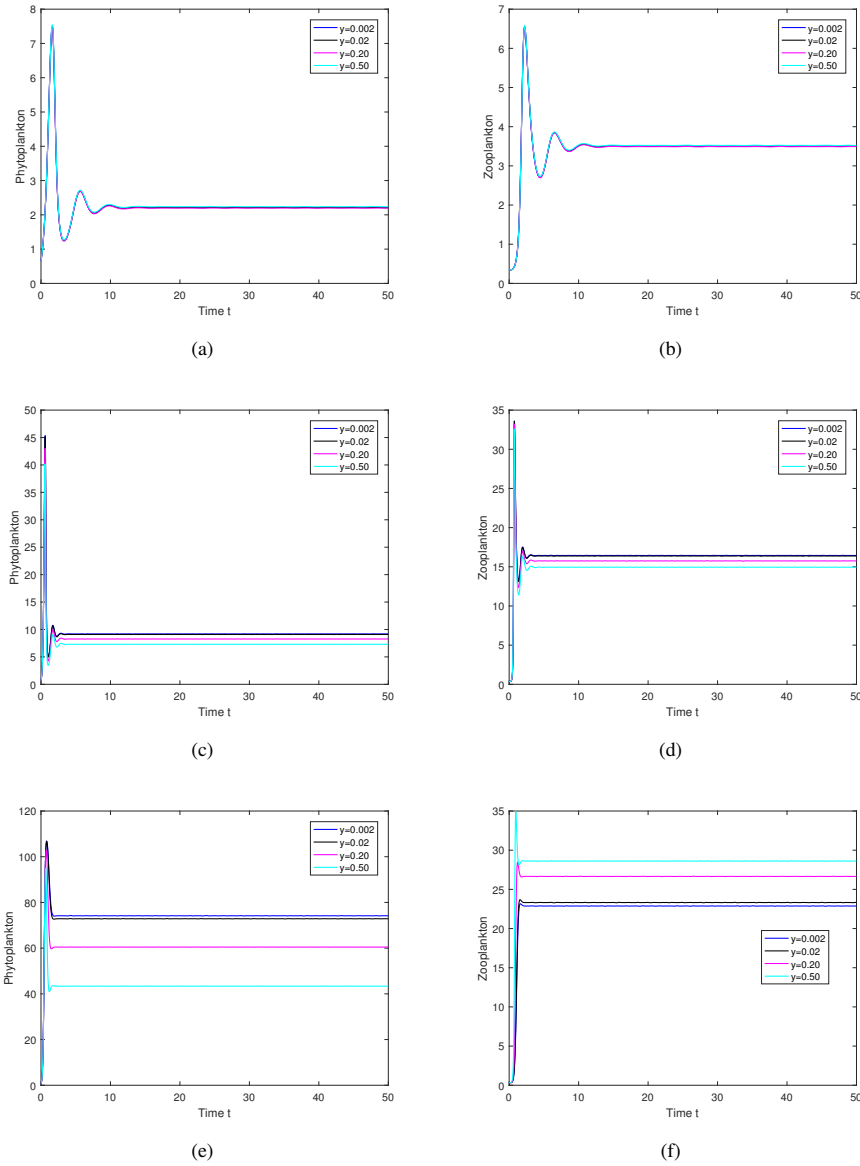 8
7
6
5
4
3
2
1
0
0 10 20 30 40 50
Time t
Phytoplankton
y=0.002
y=0.02
y=0.20
y=0.50
(a)
7
6
5
4
3
2
1
0
0 10 20 30 40 50
Time t
Zooplankton
y=0.002
y=0.02
y=0.20
y=0.50
(b)
50
45
40
35
30
25
20
15
10
5
0
0 10 20 30 40 50
Time t
Phytoplankton
y=0.002
y=0.02
y=0.20
y=0.50
(c)
35
30
25
20
15
10
5
0
0 10 20 30 40 50
Time t
Zooplankton
y=0.002
y=0.02
y=0.20
y=0.50
(d)
120
100
80
60
40
20
0
0 10 20 30 40 50
Time t
Phytoplankton
y=0.002
y=0.02
y=0.20
y=0.50
(e)
35
30
25
20
15
10
5
0
0 10 20 30 40 50
Time t
Zooplankton
y=0.002
y=0.02
y=0.20
y=0.50
(f)